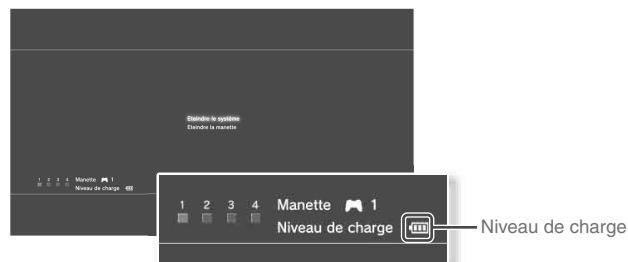 Eteindre le système
Eteindre la manette
1 2 3 4 Manette 1
Niveau de charge
1 2 3 4 Manette 1
Niveau de charge
Niveau de charge